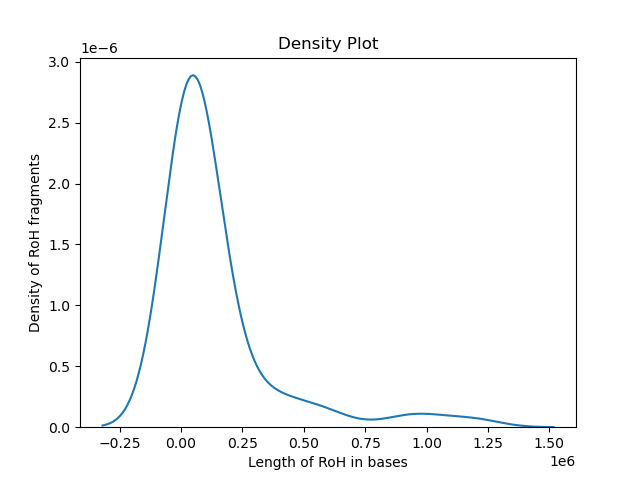 Density Plot
1e−6
3.0
2.5
2.0
1.5
1.0
0.5
0.0
Density of RoH fragments
−0.25 0.00 0.25 0.50 0.75 1.00 1.25 1.50
Length of RoH in bases
1e6